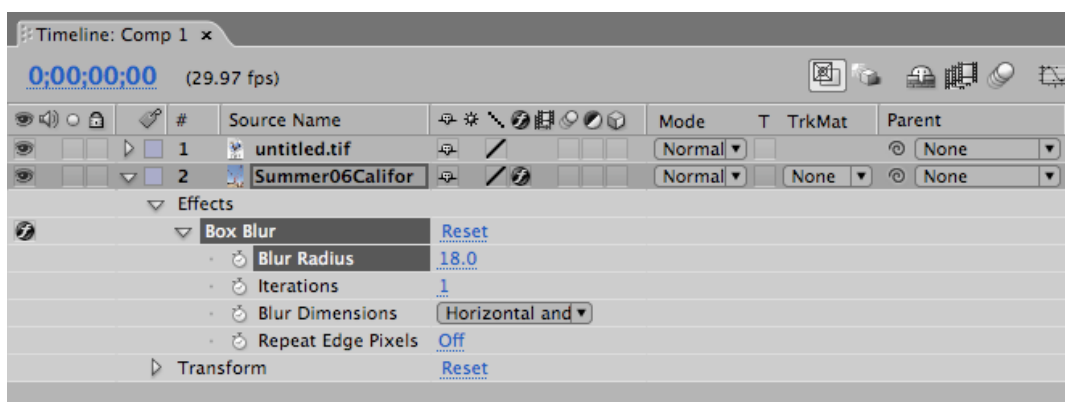 Timeline: Comp 1 ×
0;00;00;00 (29.97 fps)
# Source Name Mode T TrkMat Parent
1 untitled.tif Normal None
2 Summer06Califor Normal None None
Effects
Box Blur Reset
Blur Radius 18.0
Iterations 1
Blur Dimensions Horizontal and
Repeat Edge Pixels Off
Transform Reset